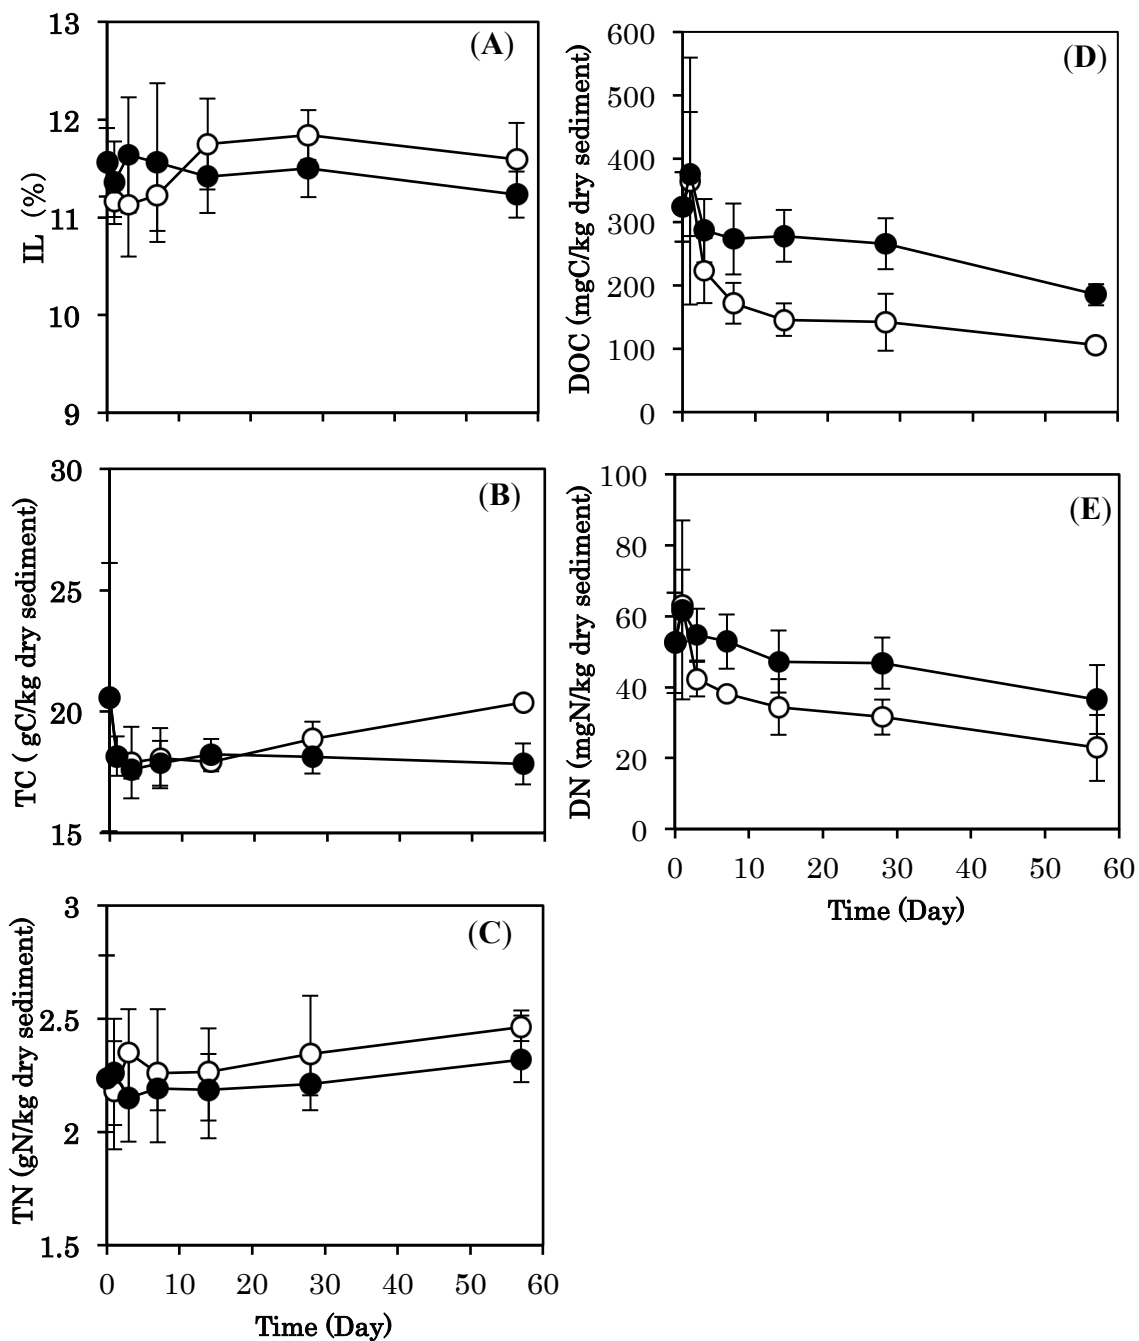 (A)
13
12
11
10
9
IL (%)
(B)
30
25
20
15
TC ( gC/kg dry sediment)
(C)
3
2.5
2
1.5
TN (gN/kg dry sediment)
0 10 20 30 40 50 60
Time (Day)
(D)
600
500
400
300
200
100
0
DOC (mgC/kg dry sediment)
(E)
100
80
60
40
20
0
DN (mgN/kg dry sediment)
0 10 20 30 40 50 60
Time (Day)